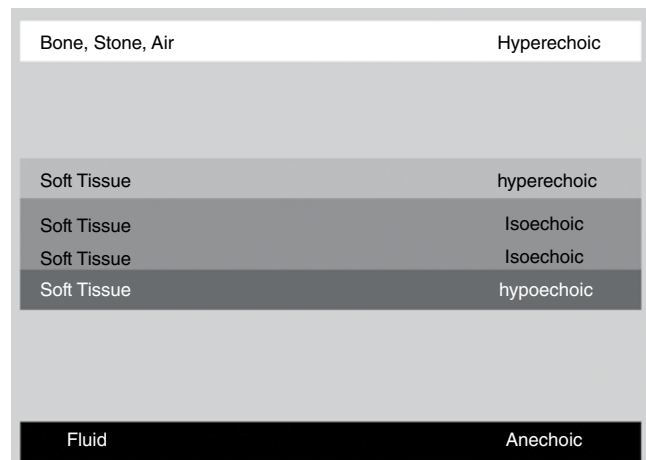 Bone, Stone, Air Hyperechoic
Soft Tissue hyperechoic
Soft Tissue Isoechoic
Soft Tissue Isoechoic
Soft Tissue hypoechoic
Fluid Anechoic